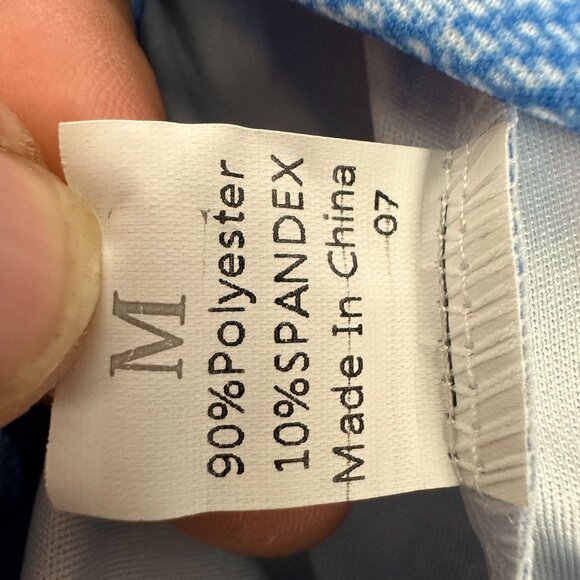 M
90%Polyester
10%SPANDEX
Made In China
07